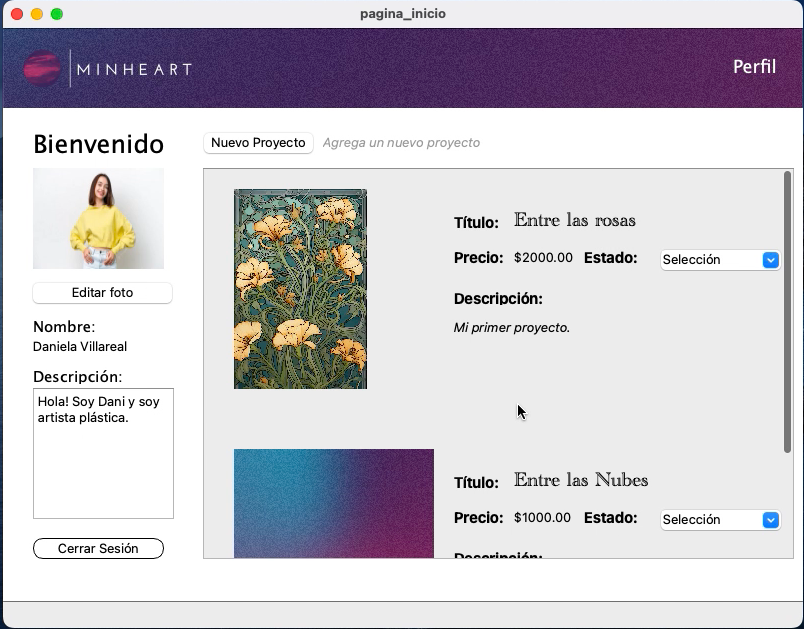 pagina_inicio
MINHEART
Perfil
Bienvenido
Nuevo Proyecto
Agrega un nuevo proyecto
Editar foto
Nombre:
Daniela Villareal
Descripción:
Hola! Soy Dani y soy
artista plástica.
Cerrar Sesión
Título: Entre las rosas
Precio: $2000.00 Estado: Selección
Descripción:
Mi primer proyecto.
Título: Entre las Nubes
Precio: $1000.00 Estado: Selección
Descripción: